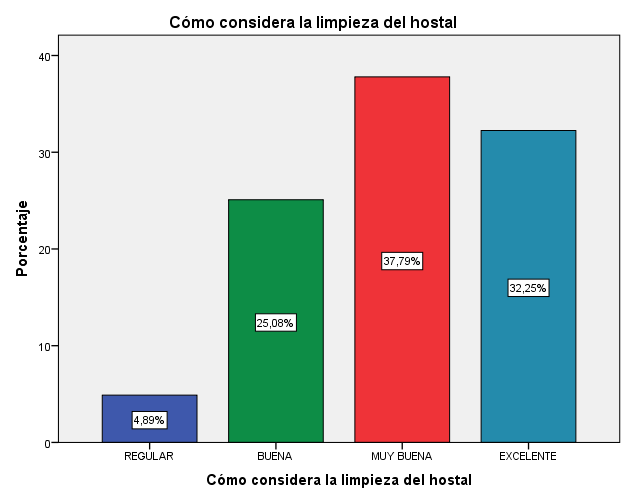 Cómo considera la limpieza del hostal
40
30
20
10
0
Porcentaje
4,89%
25,08%
37,79%
32,25%
REGULAR
BUENA
MUY BUENA
EXCELENTE
Cómo considera la limpieza del hostal